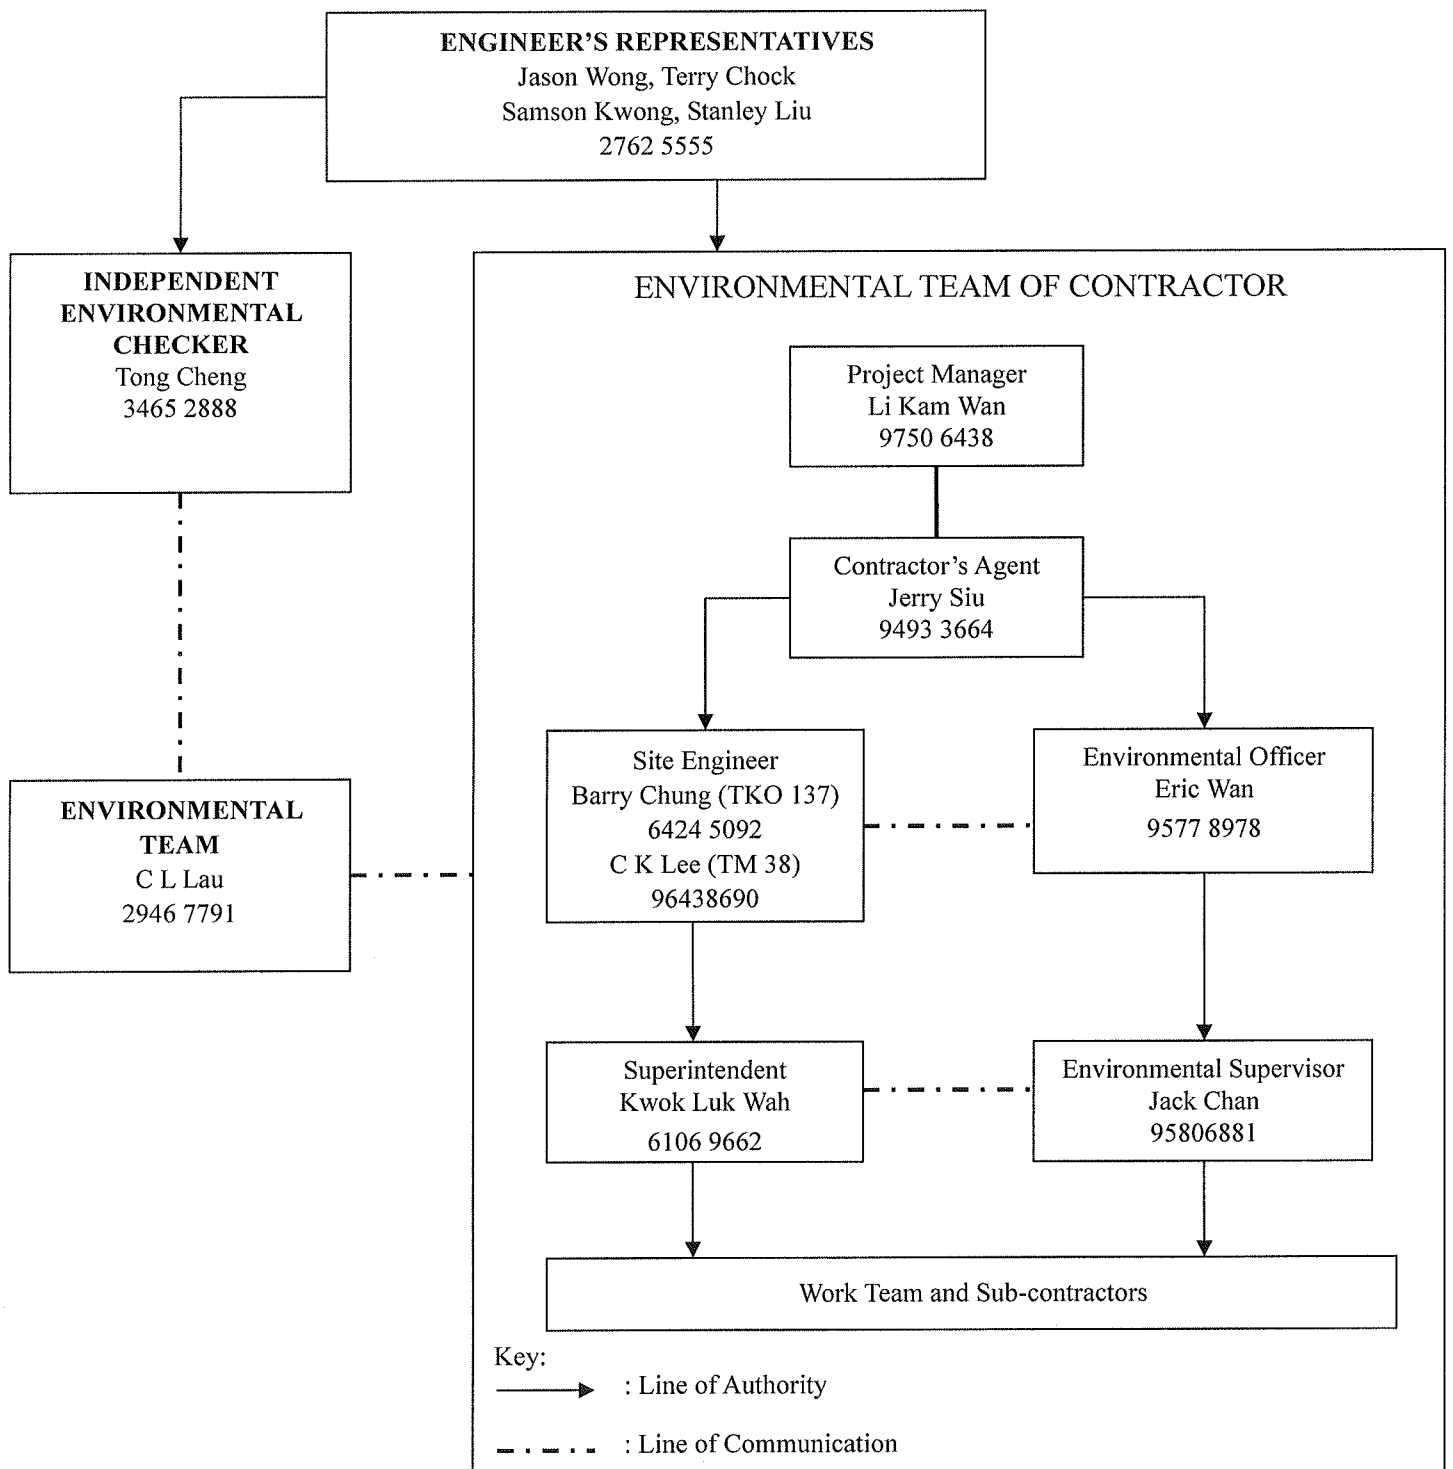 ENGINEER’S REPRESENTATIVES
Jason Wong, Terry Chock
Samson Kwong, Stanley Liu
2762 5555
INDEPENDENT
ENVIRONMENTAL
CHECKER
Tong Cheng
3465 2888
ENVIRONMENTAL
TEAM
C L Lau
2946 7791
ENVIRONMENTAL TEAM OF CONTRACTOR
Project Manager
Li Kam Wan
9750 6438
Contractor’s Agent
Jerry Siu
9493 3664
Site Engineer
Barry Chung (TKO 137)
6424 5092
C K Lee (TM 38)
96438690
Environmental Officer
Eric Wan
9577 8978
Superintendent
Kwok Luk Wah
6106 9662
Environmental Supervisor
Jack Chan
95806881
Work Team and Sub-contractors
Key:
: Line of Authority
: Line of Communication